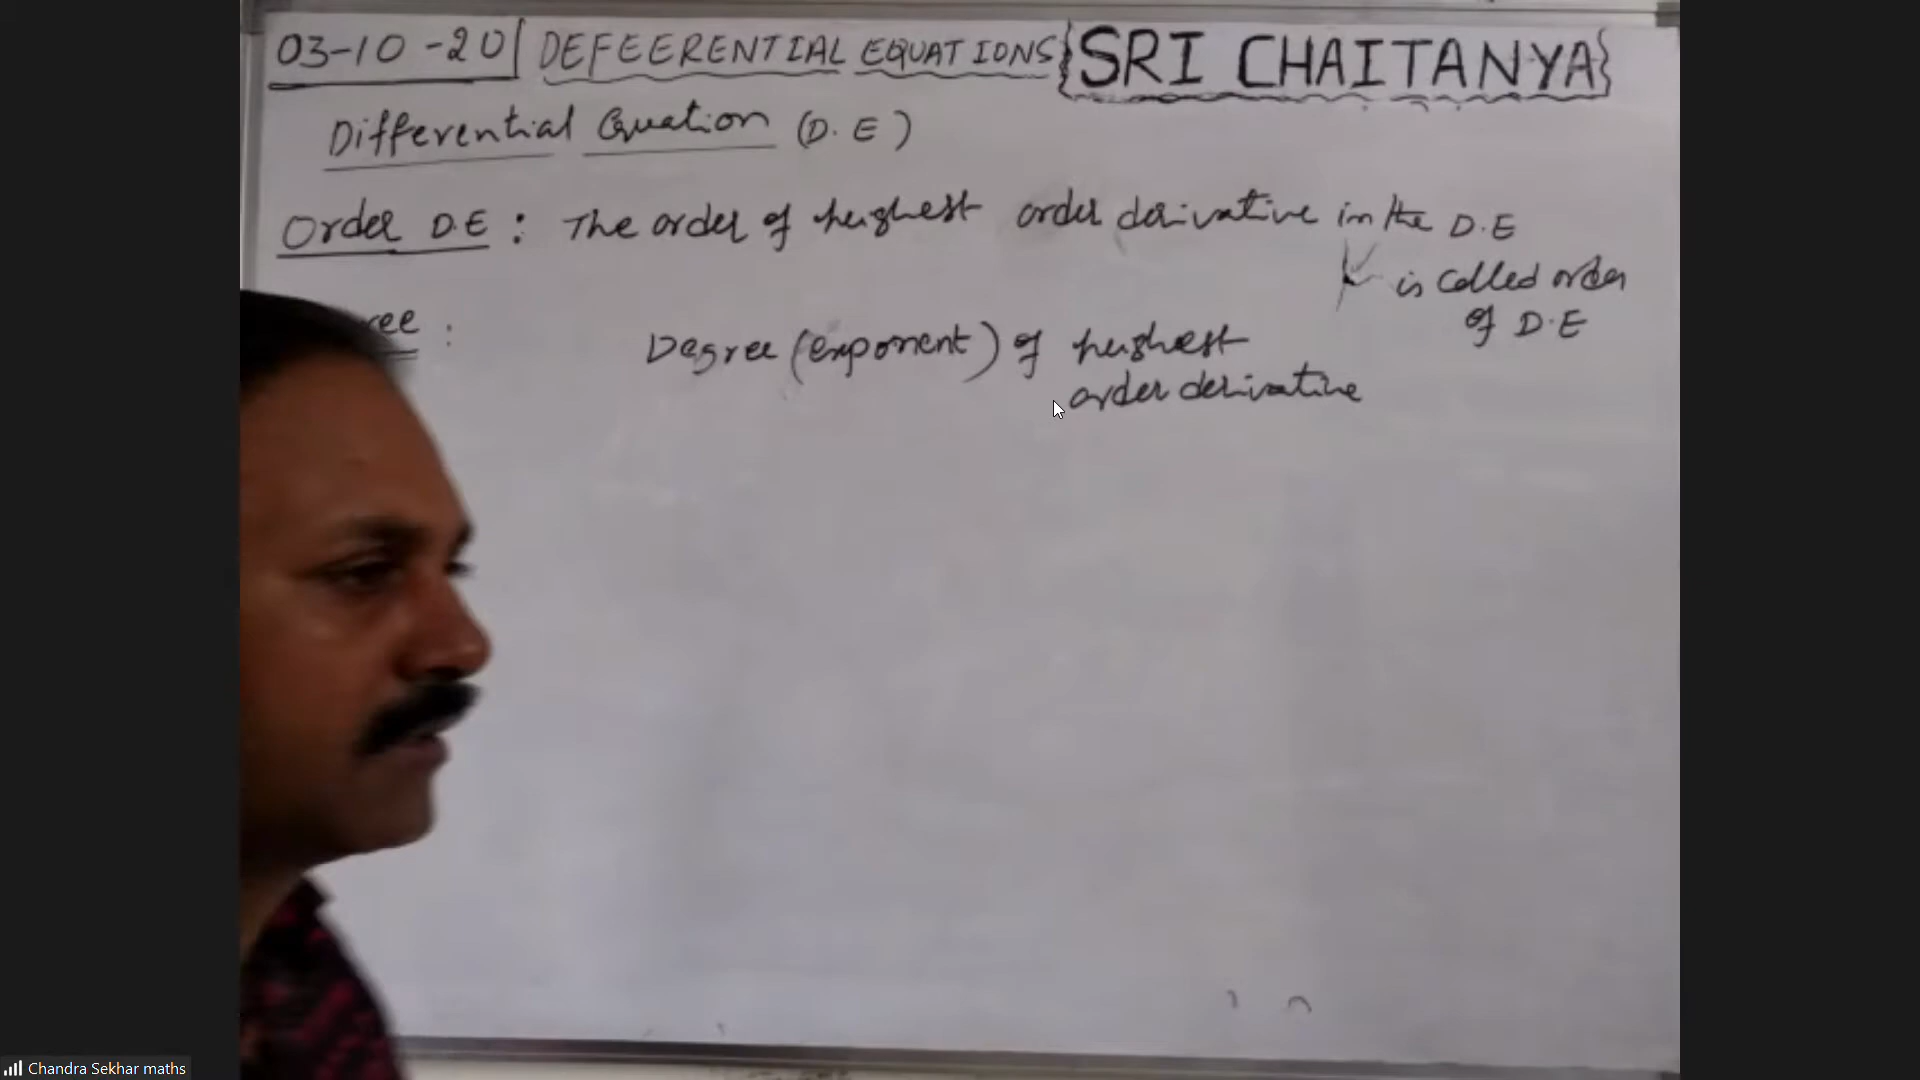 03-10-20 DEFEERENTIAL EQUATIONS {SRI CHAITANYA}
Differential Equation (D.E)
Order D.E : The order of highest order derivative in the D.E
is called order
of D.E
ree : Degree (exponent) of highest
order derivative
Chandra Sekhar maths